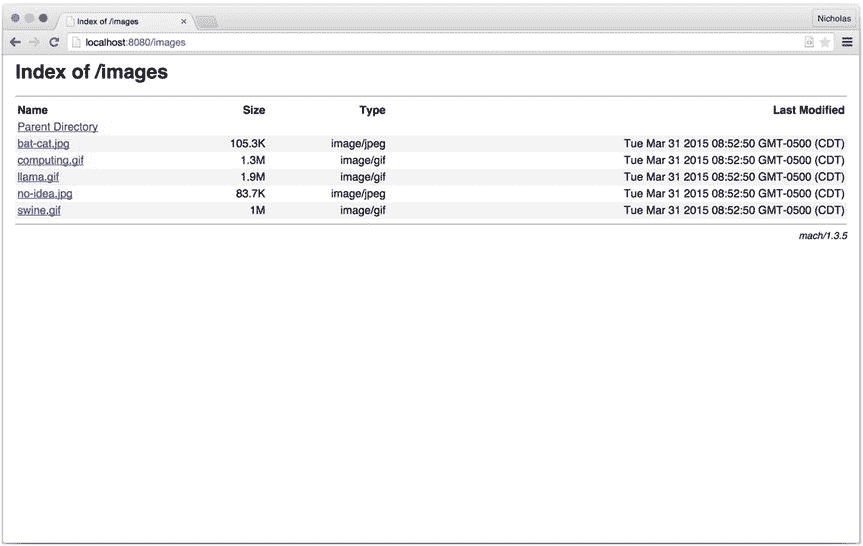 Index of /images
Nicholas
localhost:8080/images
Index of /images
Name Size Type Last Modified
Parent Directory
bat-cat.jpg 105.3K image/jpeg Tue Mar 31 2015 08:52:50 GMT-0500 (CDT)
computing.gif 1.3M image/gif Tue Mar 31 2015 08:52:50 GMT-0500 (CDT)
llama.gif 1.9M image/gif Tue Mar 31 2015 08:52:50 GMT-0500 (CDT)
no-idea.jpg 83.7K image/jpeg Tue Mar 31 2015 08:52:50 GMT-0500 (CDT)
swine.gif 1M image/gif Tue Mar 31 2015 08:52:50 GMT-0500 (CDT)
mach/1.3.5